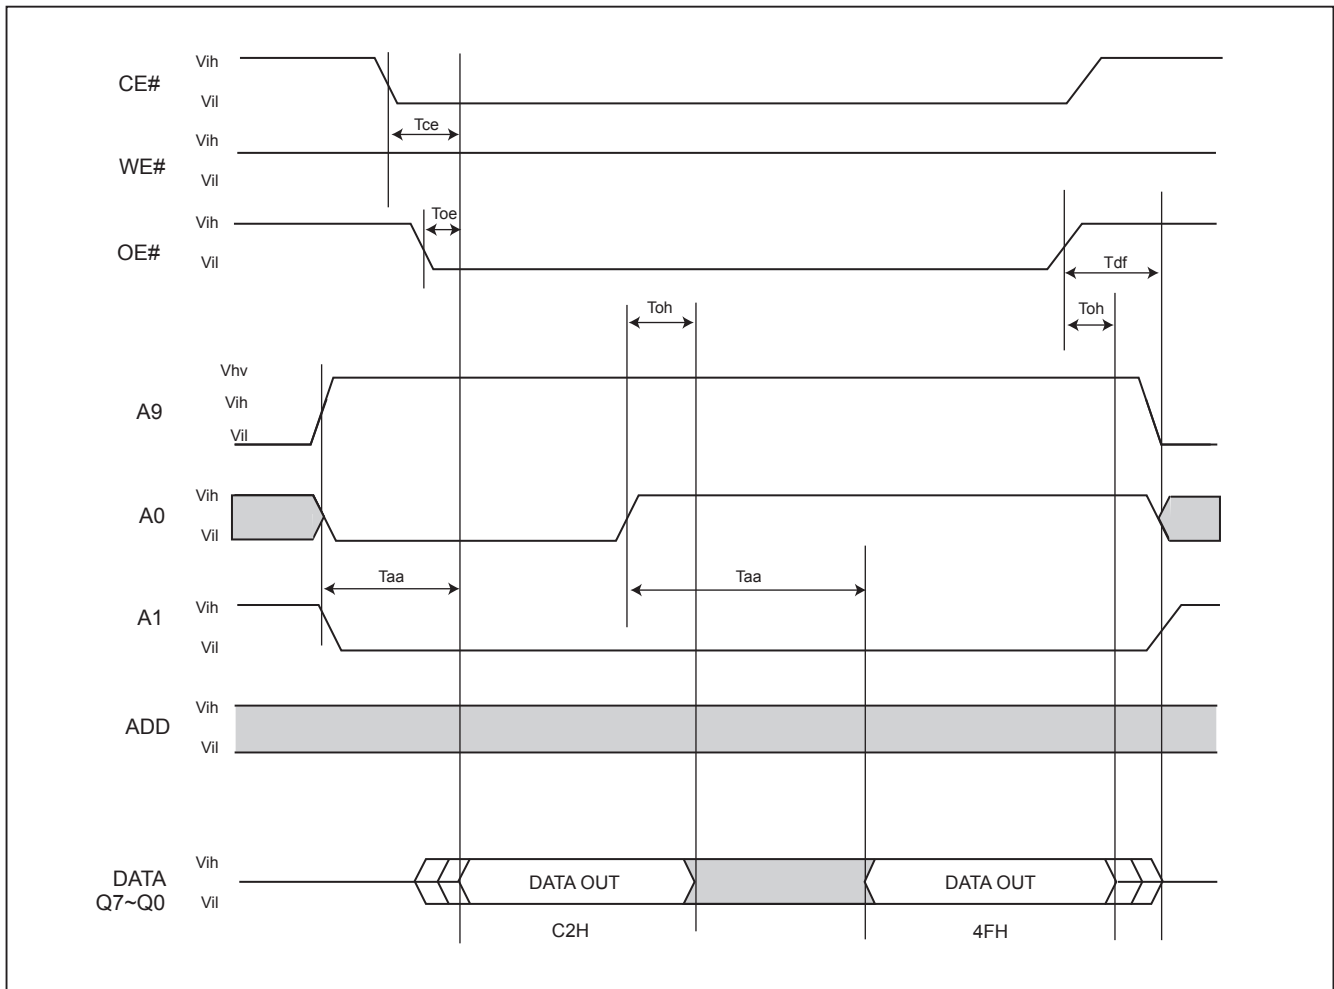 Vih
CE#
Vil
Tce
Vih
WE#
Vil
Toe
Vih
OE#
Vil
Tdf
Toh
Toh
Vhv
Vih
A9
Vil
Vih
A0
Vil
Taa
Taa
Vih
A1
Vil
Vih
ADD
Vil
Vih
DATA
Q7~Q0
Vil
DATA OUT
DATA OUT
C2H
4FH